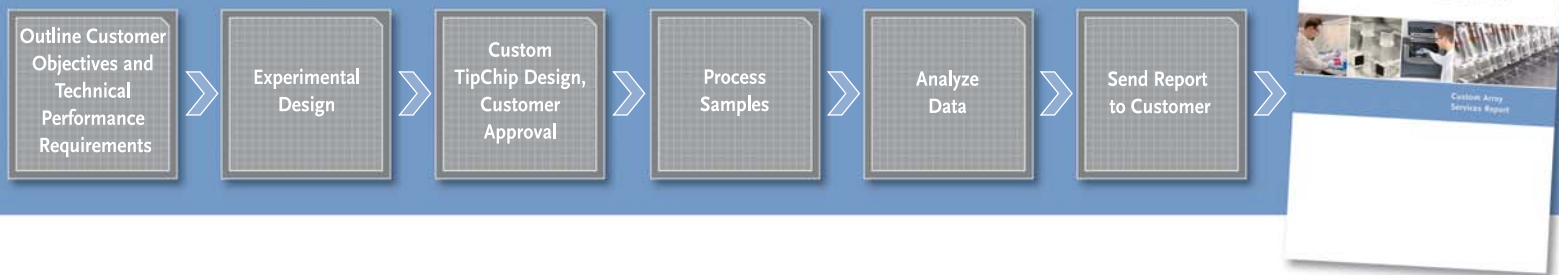 Outline Customer
Objectives and
Technical
Performance
Requirements
Experimental
Design
Custom
TipChip Design,
Customer
Approval
Process
Samples
Analyze
Data
Send Report
to Customer
Custom Array
Services Report